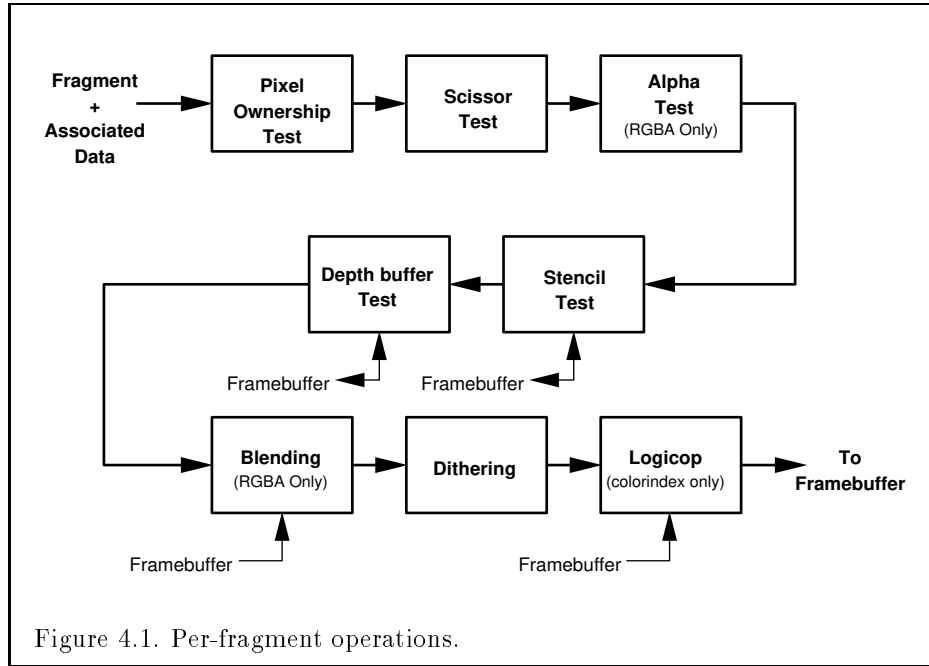 Fragment
+
Associated
Data
Pixel
Ownership
Test
Scissor
Test
Alpha
Test
(RGBA Only)
Depth buffer
Test
Stencil
Test
Framebuffer
Framebuffer
Blending
(RGBA Only)
Dithering
Logicop
(colorindex only)
To
Framebuffer
Framebuffer
Framebuffer
Figure 4.1. Per-fragment operations.